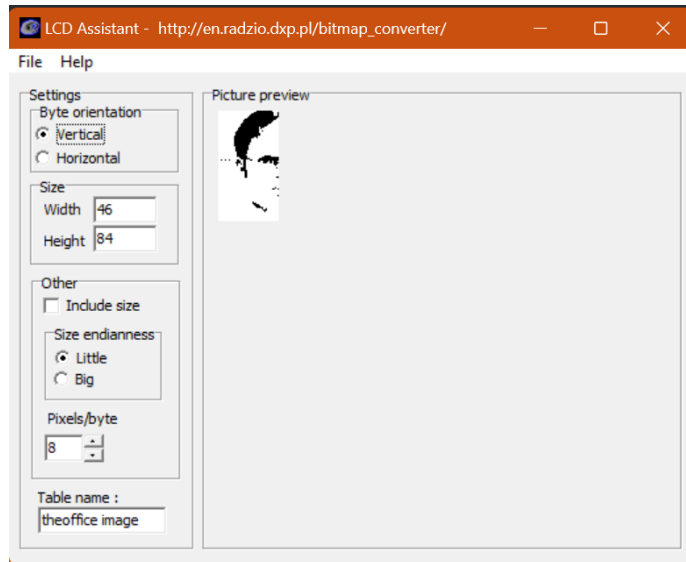 LCD Assistant - http://en.radzio.dxp.pl/bitmap_converter/
File Help
Settings
Byte orientation
Vertical
Horizontal
Size
Width 46
Height 84
Other
Include size
Size endianness
Little
Big
Pixels/byte
8
Table name :
theoffice image
Picture preview